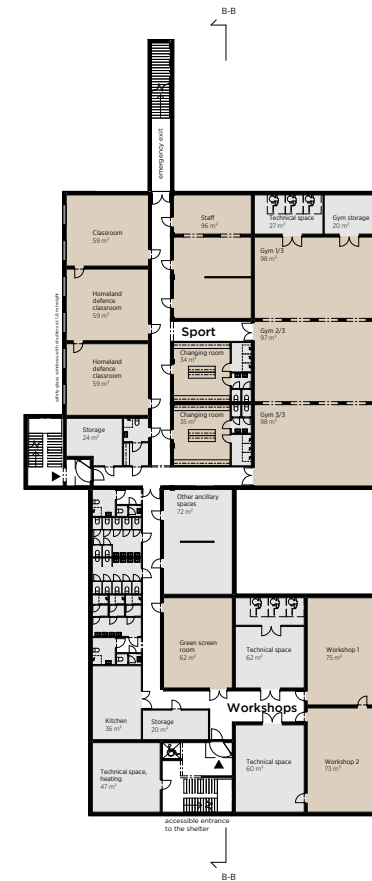 B-B
emergency exit
Staff
96 m²
Technical space
27 m²
Gym storage
20 m²
Classroom
59 m²
Gym 1/3
98 m²
Homeland
defence
classroom
59 m²
Sport
Gym 2/3
97 m²
Changing room
34 m²
Homeland
defence
classroom
59 m²
Changing room
35 m²
Gym 3/3
98 m²
Storage
24 m²
Other ancillary
spaces
72 m²
Green screen
room
62 m²
Technical space
62 m²
Workshop 1
75 m²
Workshops
Kitchen
36 m²
Storage
20 m²
Technical space,
heating
47 m²
Technical space
60 m²
Workshop 2
73 m²
accessible entrance
to the shelter
B-B